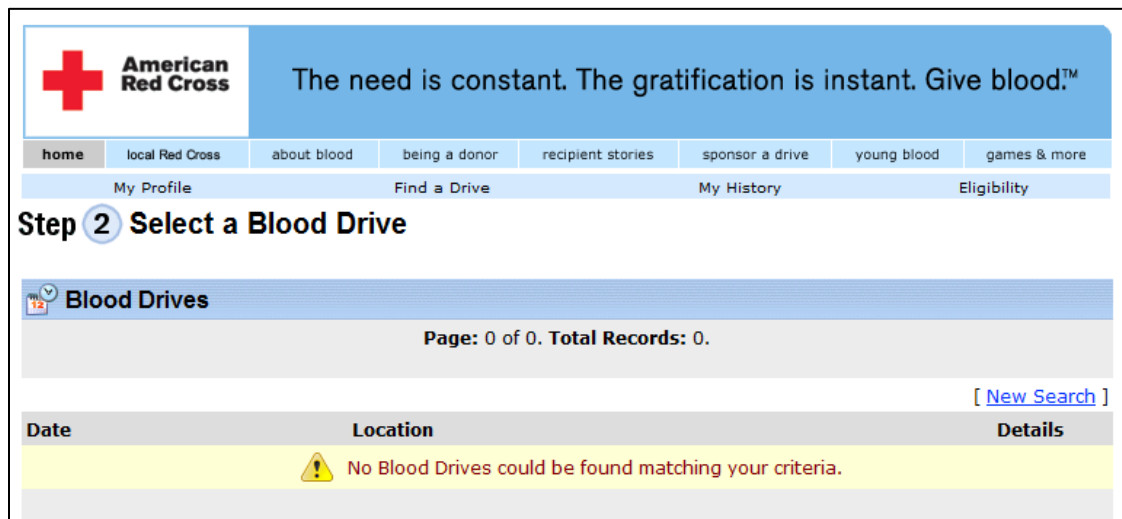 American
Red Cross
The need is constant. The gratification is instant. Give blood.™
home local Red Cross about blood being a donor recipient stories sponsor a drive young blood games & more
My Profile Find a Drive My History Eligibility
Step 2 Select a Blood Drive
12 Blood Drives
Page: 0 of 0. Total Records: 0.
[ New Search ]
Date Location Details
No Blood Drives could be found matching your criteria.